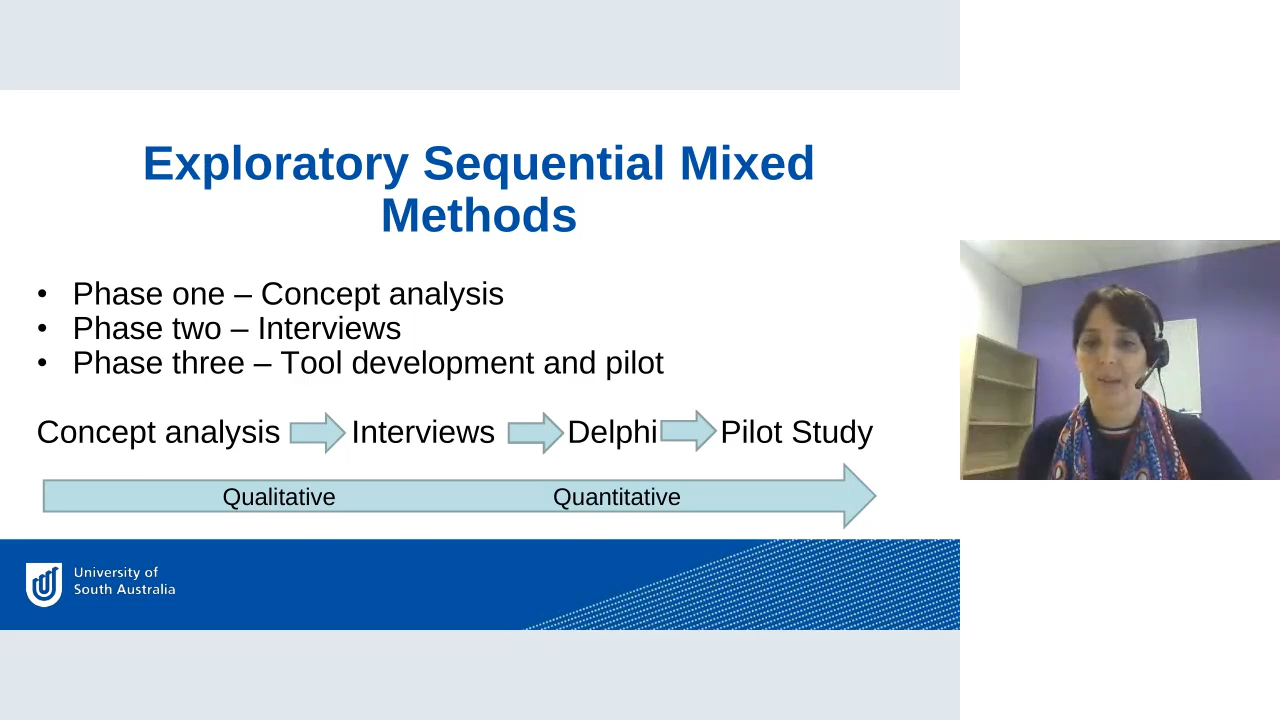 Exploratory Sequential Mixed
Methods
• Phase one – Concept analysis
• Phase two – Interviews
• Phase three – Tool development and pilot
Concept analysis Interviews Delphi Pilot Study
Qualitative Quantitative
University of
South Australia